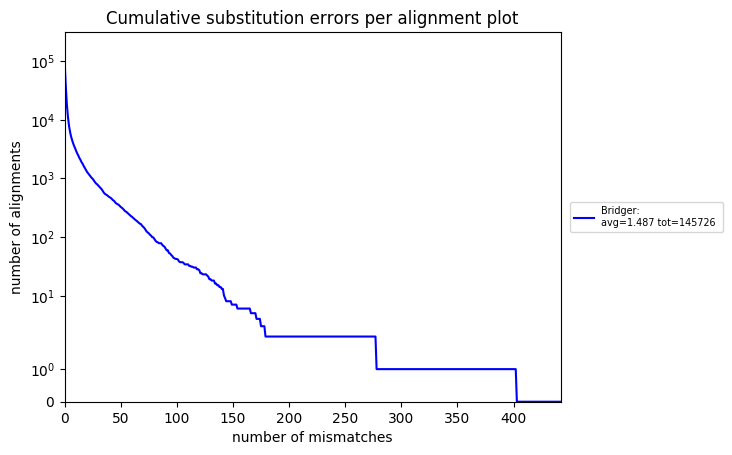 Cumulative substitution errors per alignment plot
number of alignments
10^5
10^4
10^3
10^2
10^1
10^0
0
0 50 100 150 200 250 300 350 400
number of mismatches
Bridger:
avg=1.487 tot=145726